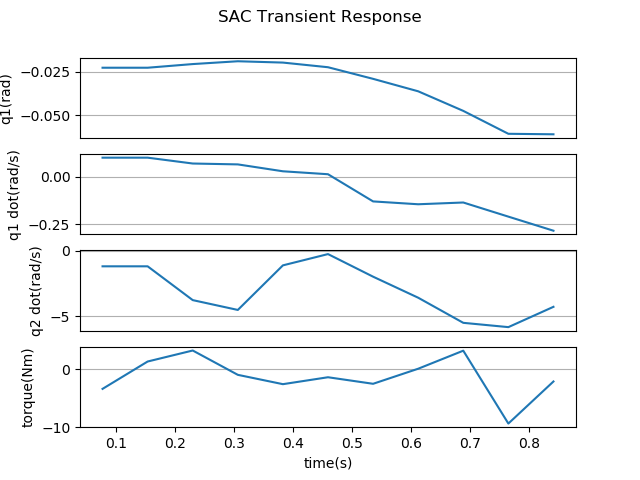 SAC Transient Response
q1(rad)
−0.025
−0.050
q1 dot(rad/s)
0.00
−0.25
q2 dot(rad/s)
0
−5
torque(Nm)
0
−10
0.1 0.2 0.3 0.4 0.5 0.6 0.7 0.8
time(s)